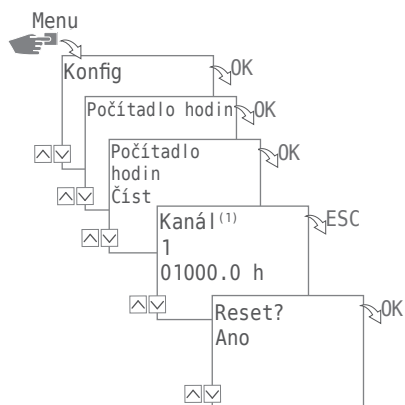 Menu
Konfig
OK
Počítadlo hodin
OK
Počítadlo
hodin
Číst
OK
Kanál(1)
1
01000.0 h
ESC
Reset?
Ano
OK